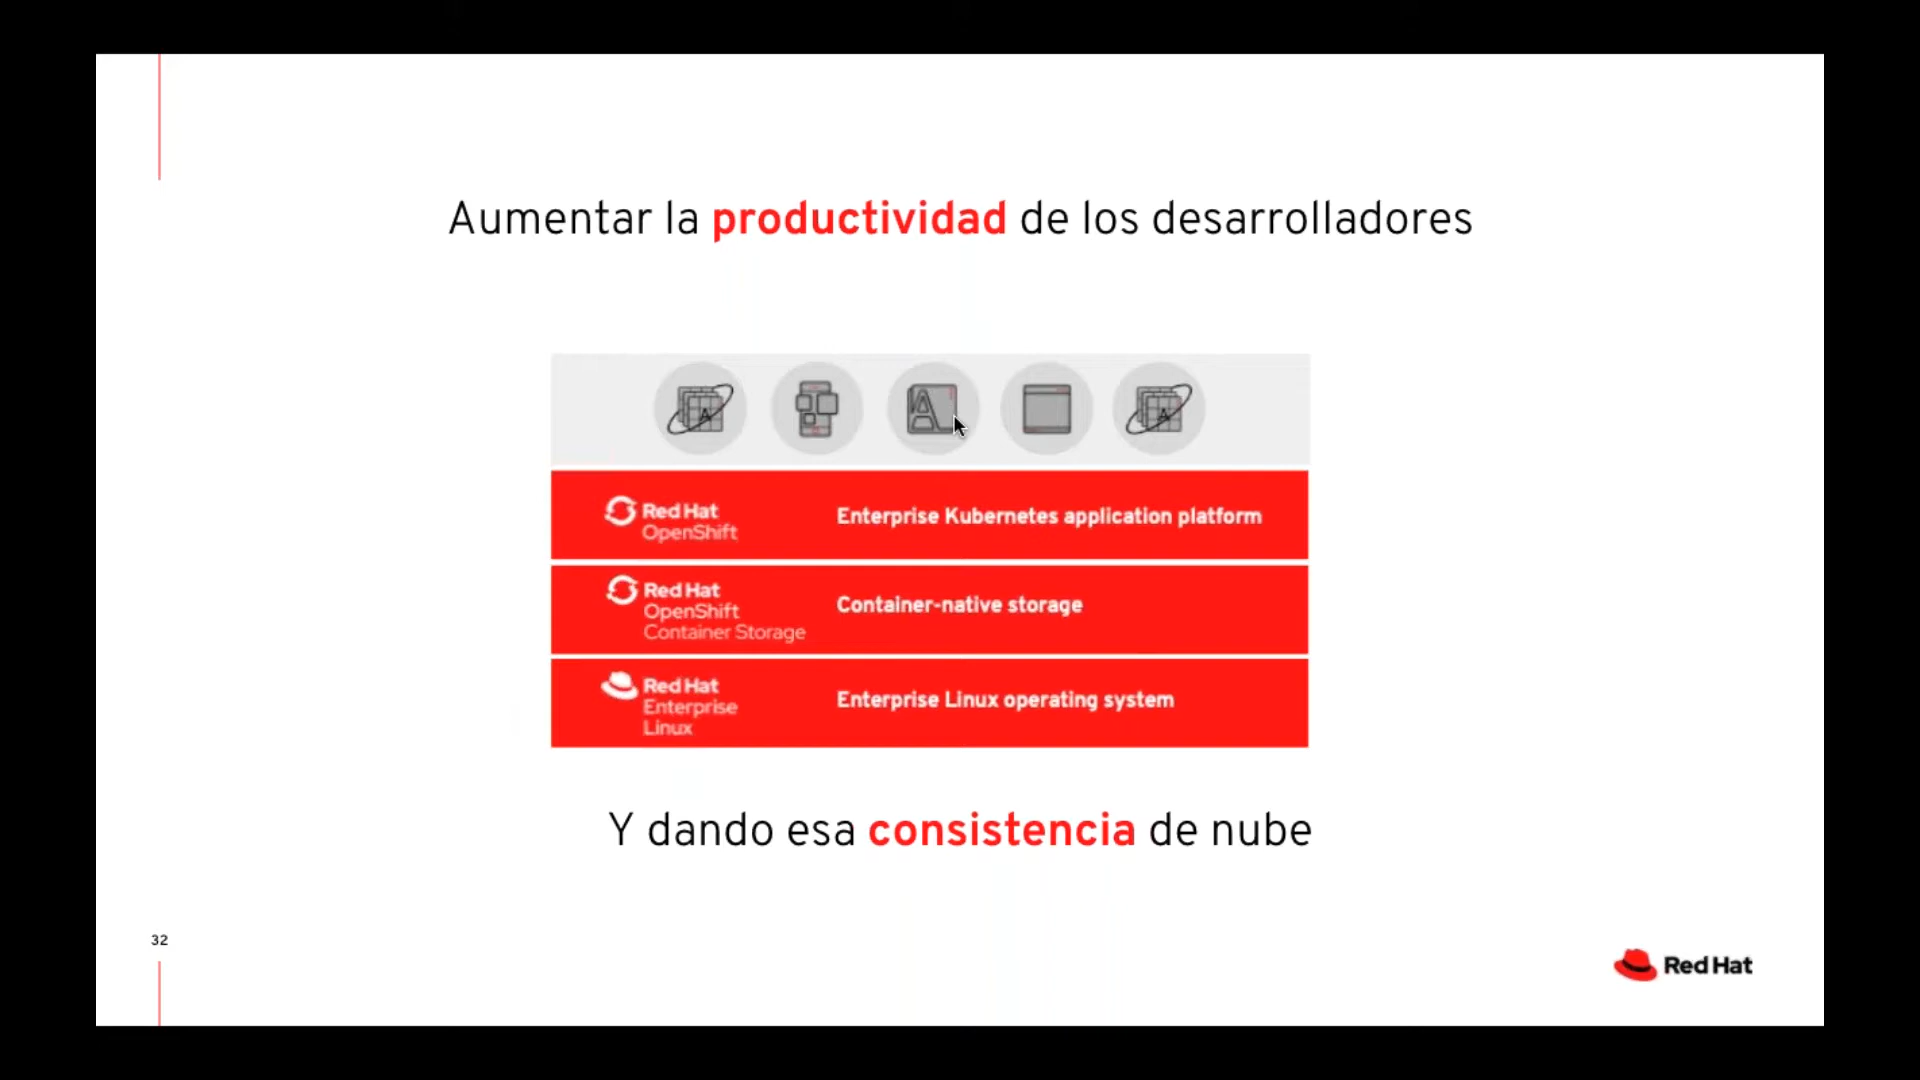 Aumentar la productividad de los desarrolladores
A
A
A
Red Hat
OpenShift
Enterprise Kubernetes application platform
Red Hat
OpenShift
Container Storage
Container-native storage
Red Hat
Enterprise
Linux
Enterprise Linux operating system
Y dando esa consistencia de nube
32
Red Hat